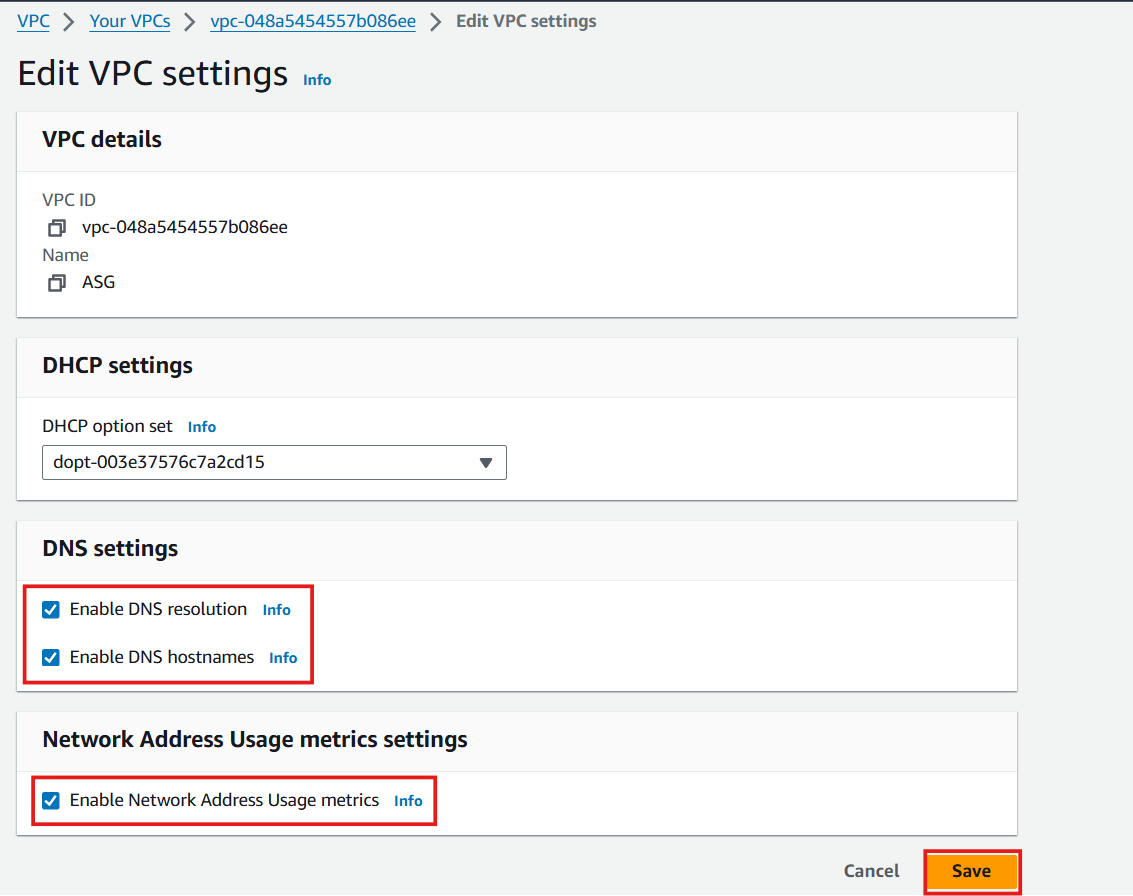 VPC > Your VPCs > vpc-048a5454557b086ee > Edit VPC settings
Edit VPC settings Info
VPC details
VPC ID
vpc-048a5454557b086ee
Name
ASG
DHCP settings
DHCP option set Info
dopt-003e37576c7a2cd15
DNS settings
Enable DNS resolution Info
Enable DNS hostnames Info
Network Address Usage metrics settings
Enable Network Address Usage metrics Info
Cancel Save